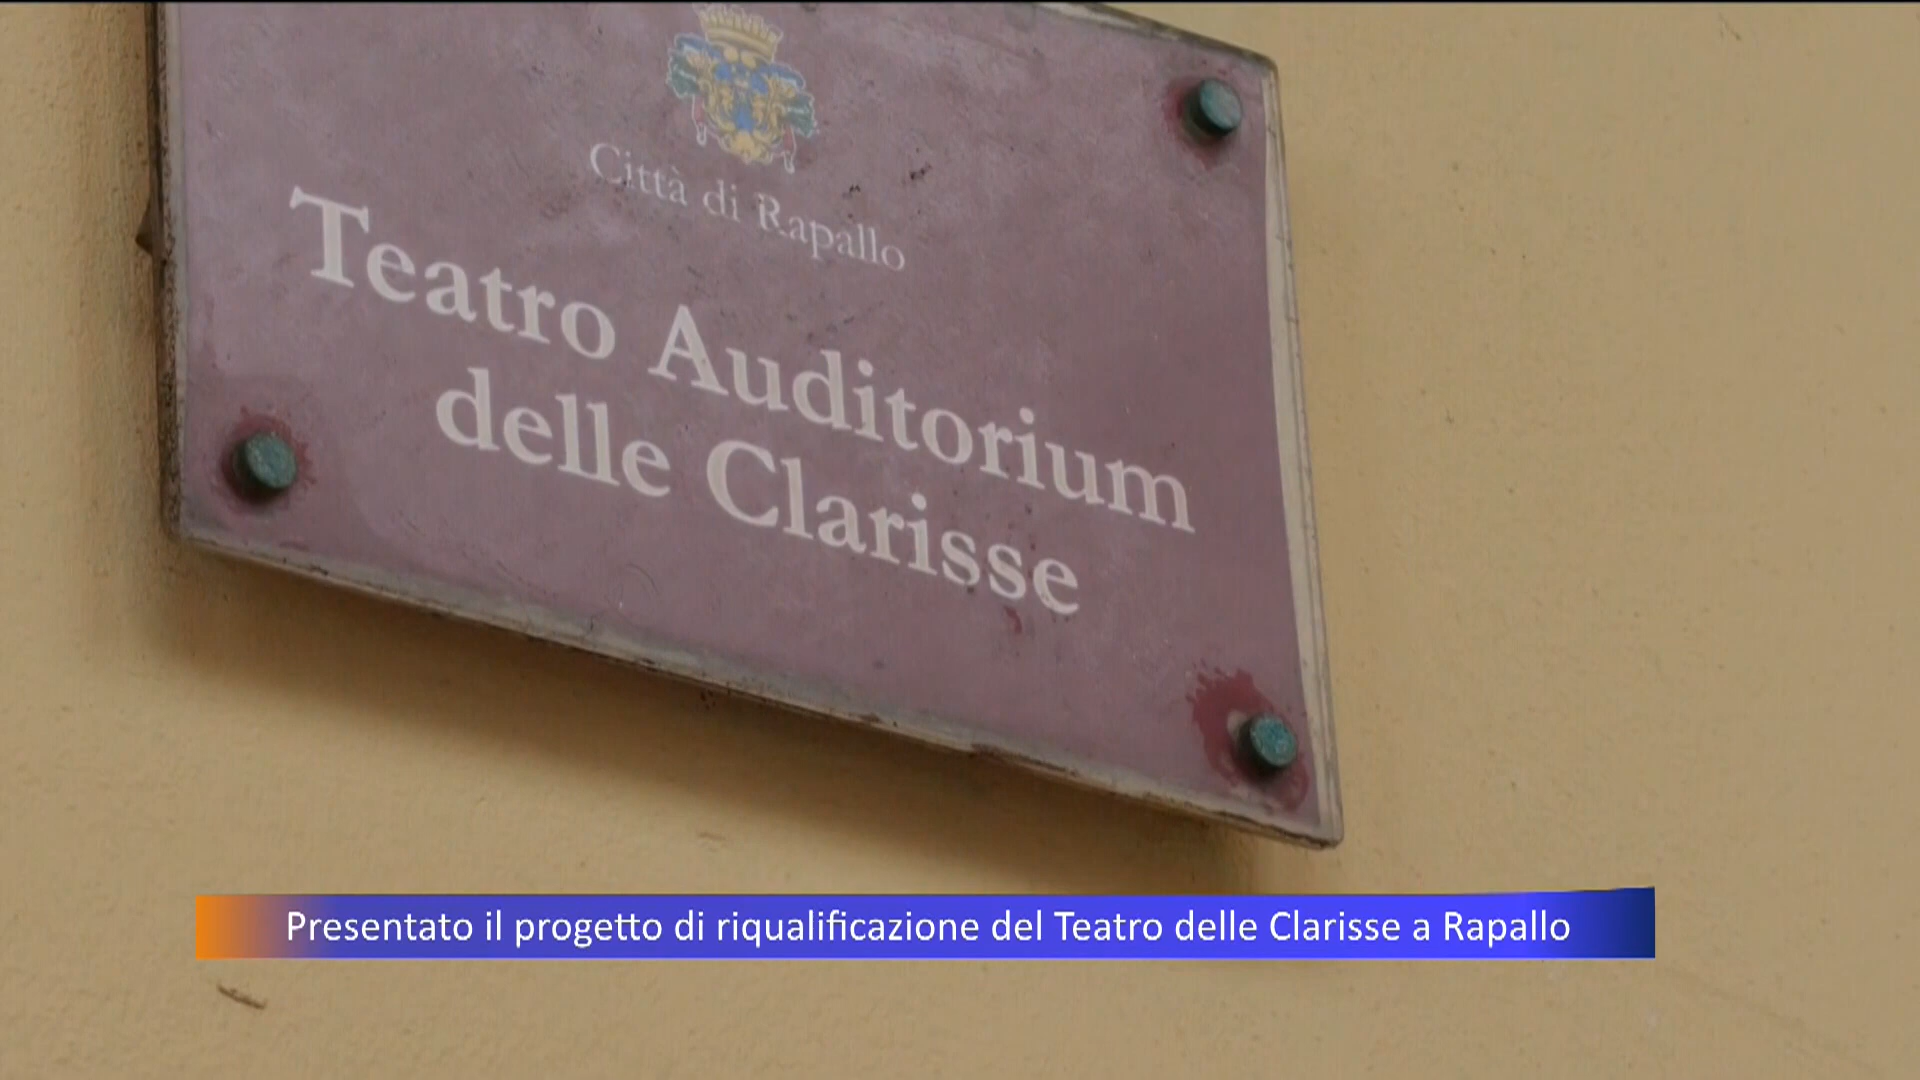 Città di Rapallo
Teatro Auditorium
delle Clarisse
Presentato il progetto di riqualificazione del Teatro delle Clarisse a Rapallo